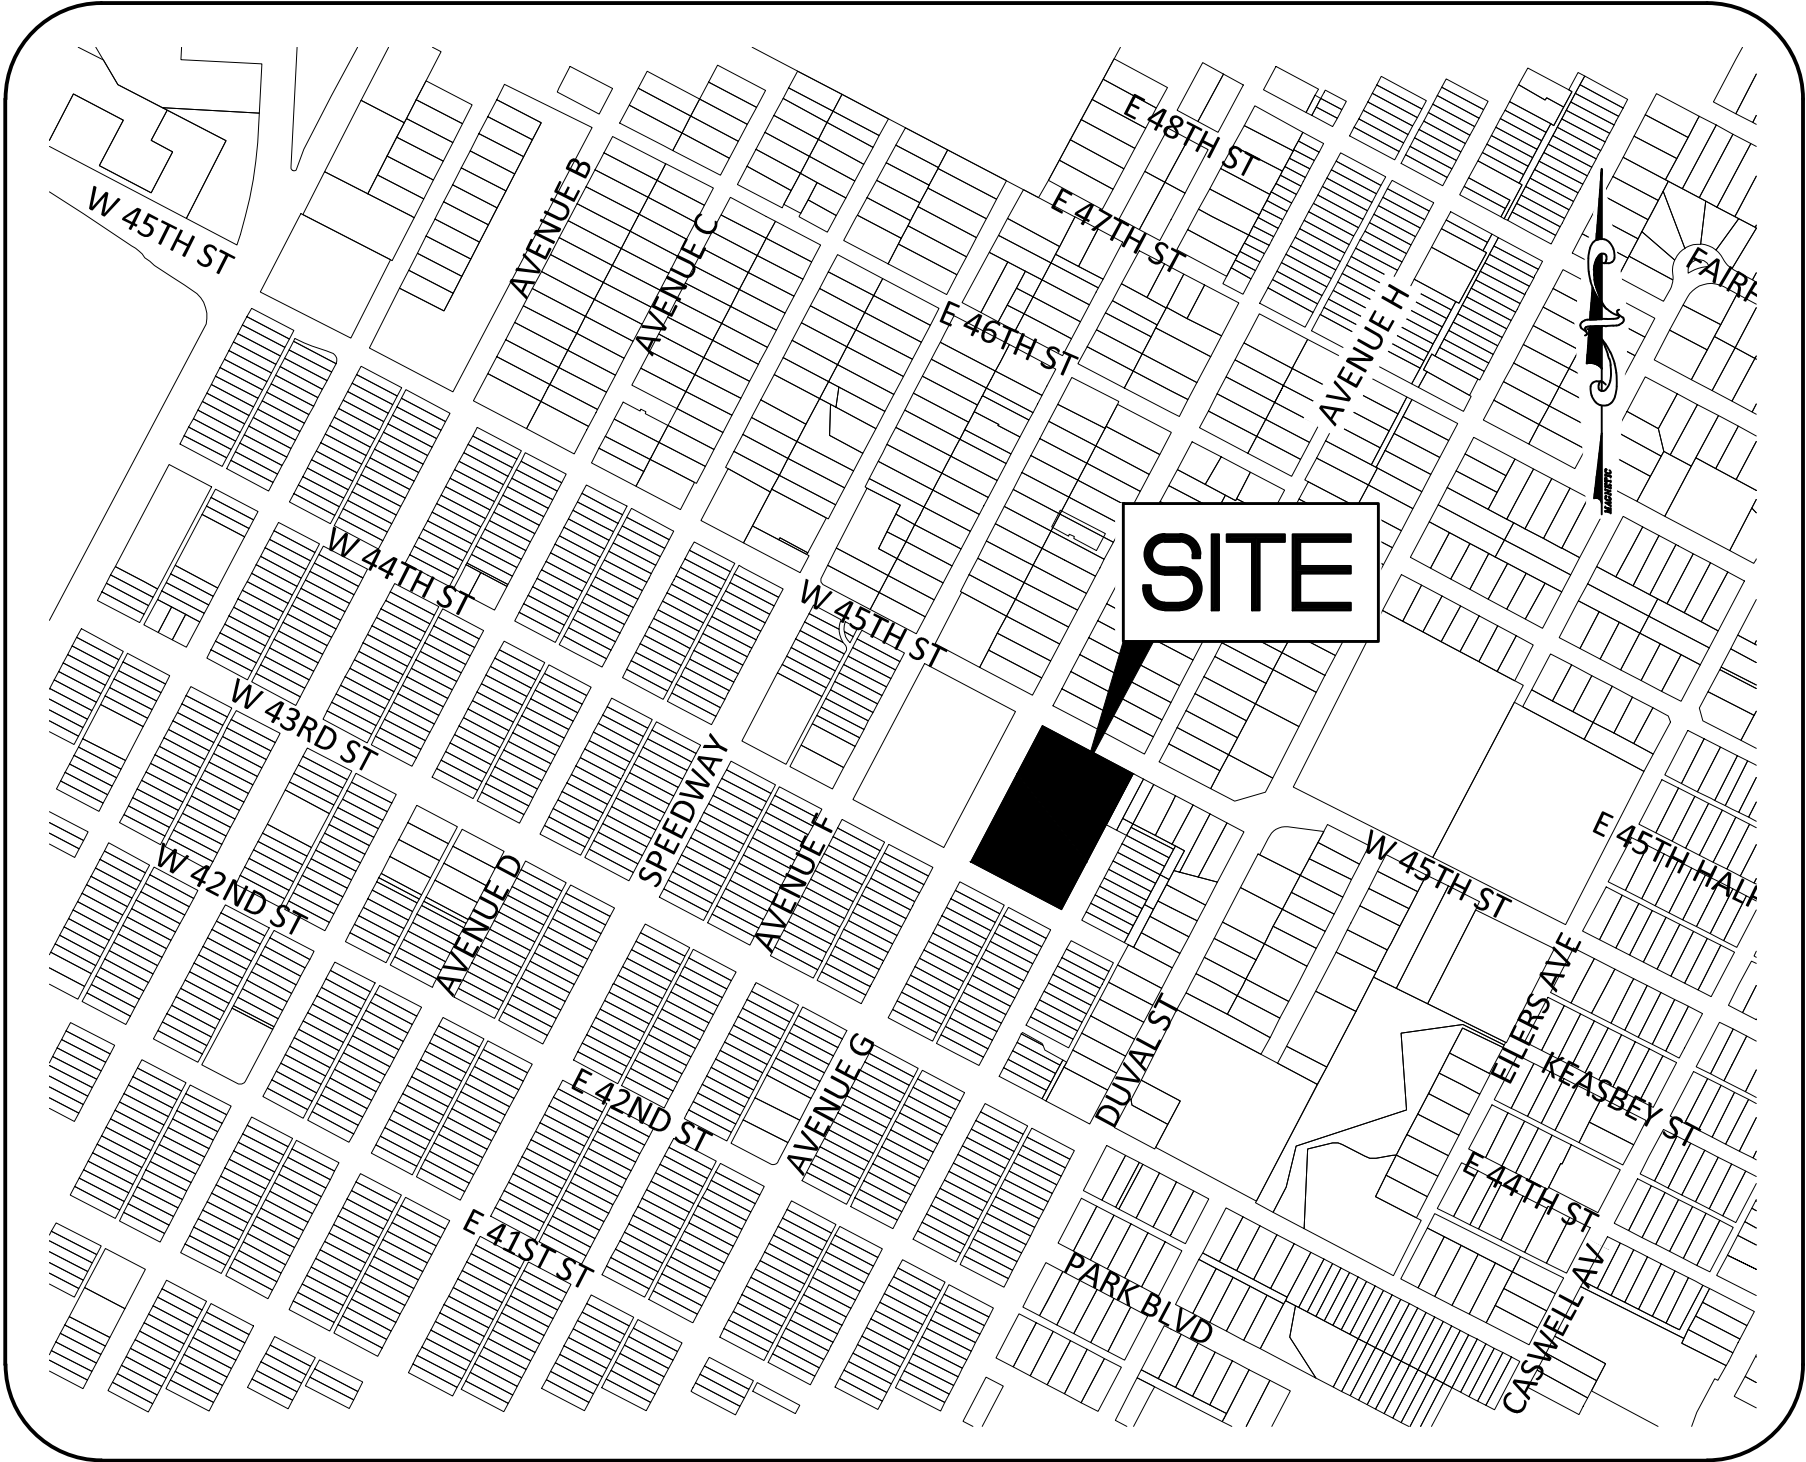 E 48TH ST
AVENUE B
W 45TH ST
AVENUE C
E 47TH ST
FAIRF
E 46TH ST
AVENUE H
MAGNETIC
SITE
W 44TH ST
W 45TH ST
W 43RD ST
SPEEDWAY
AVENUE F
E 45TH HALF
W 45TH ST
W 42ND ST
AVENUE D
EILERS AVE
DUVAL ST
AVENUE G
KEASBEY ST
E 42ND ST
E 44TH ST
E 41ST ST
PARK BLVD
CASWELL AV